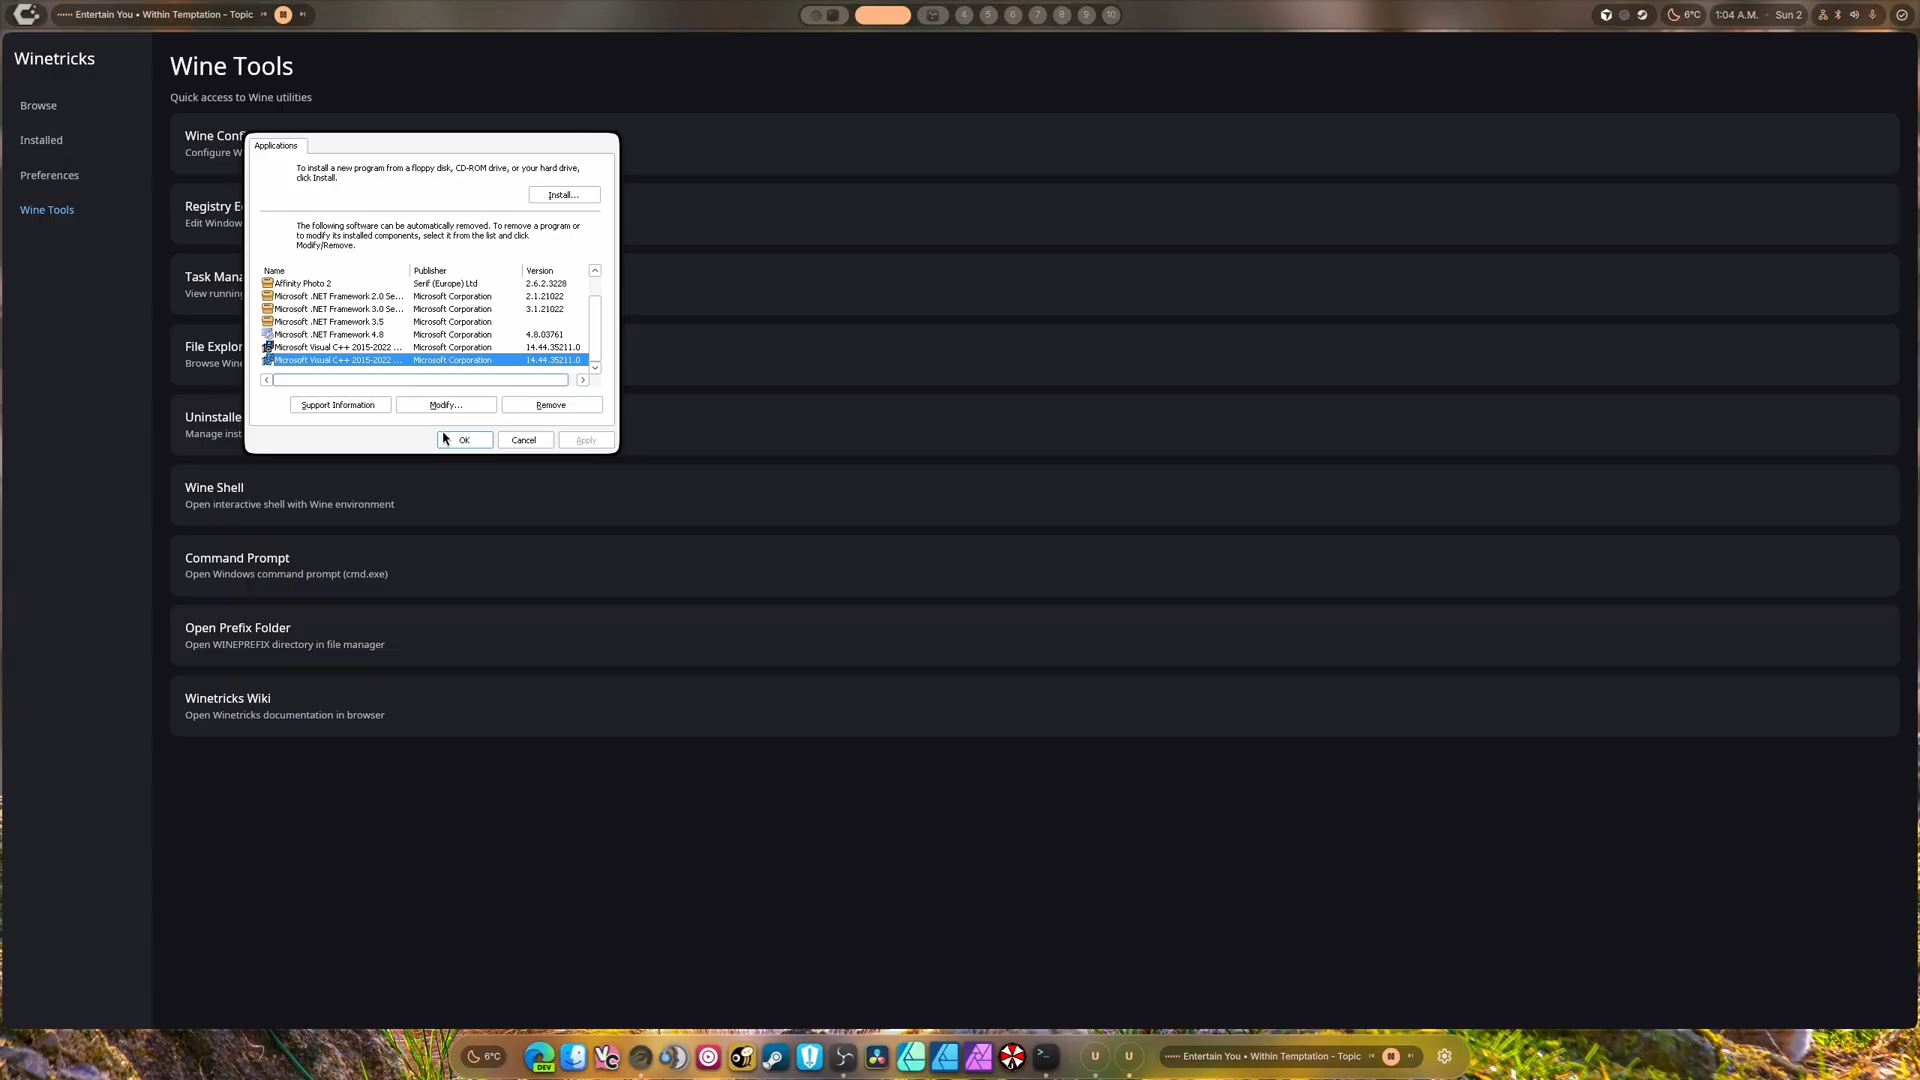 •••••• Entertain You • Within Temptation - Topic
4 5 6 7 8 9 10
6°C
1:04 A.M. • Sun 2
Winetricks
Browse
Installed
Preferences
Wine Tools
Wine Tools
Quick access to Wine utilities
Wine Conf
Configure W
Registry E
Edit Window
Task Mana
View runnin
File Explor
Browse Wine
Uninstalle
Manage inst
Wine Shell
Open interactive shell with Wine environment
Command Prompt
Open Windows command prompt (cmd.exe)
Open Prefix Folder
Open WINEPREFIX directory in file manager
Winetricks Wiki
Open Winetricks documentation in browser
Applications
To install a new program from a floppy disk, CD-ROM drive, or your hard drive,
click Install.
Install...
The following software can be automatically removed. To remove a program or
to modify its installed components, select it from the list and click
Modify/Remove.
Name Publisher Version
Affinity Photo 2 Serif (Europe) Ltd 2.6.2.3228
Microsoft .NET Framework 2.0 Se... Microsoft Corporation 2.1.21022
Microsoft .NET Framework 3.0 Se... Microsoft Corporation 3.1.21022
Microsoft .NET Framework 3.5 Microsoft Corporation
Microsoft .NET Framework 4.8 Microsoft Corporation 4.8.03761
Microsoft Visual C++ 2015-2022 ... Microsoft Corporation 14.44.35211.0
Microsoft Visual C++ 2015-2022 ... Microsoft Corporation 14.44.35211.0
Support Information Modify... Remove
OK Cancel Apply
6°C
DEV
U U
•••••• Entertain You • Within Temptation - Topic